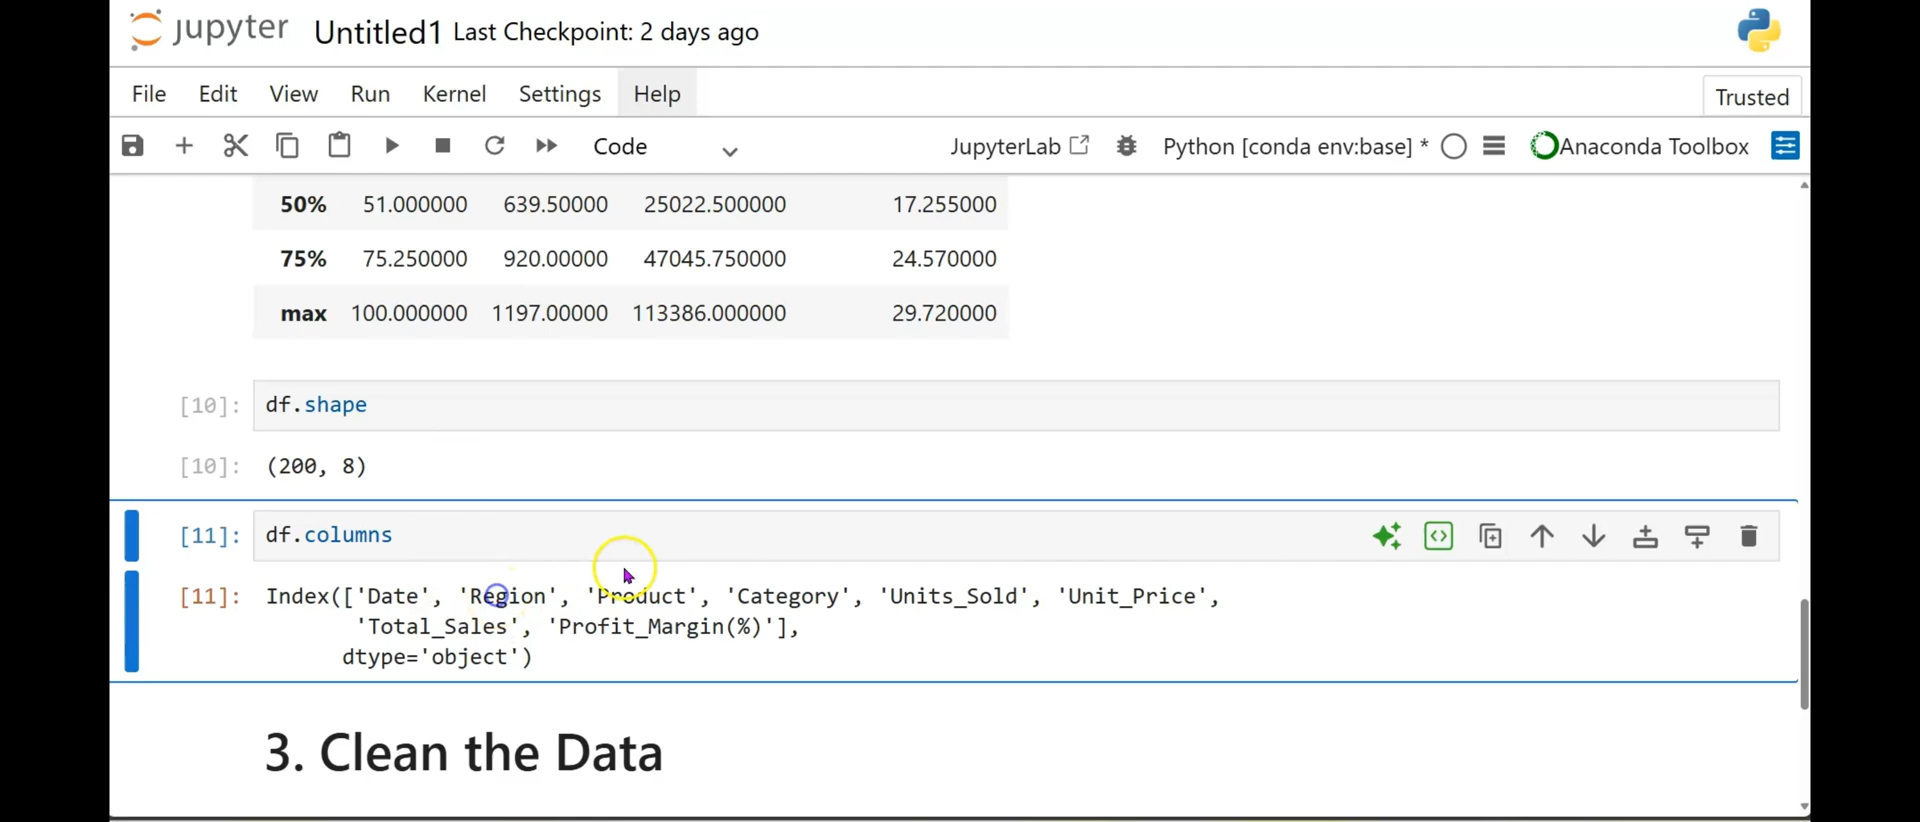 jupyter Untitled1 Last Checkpoint: 2 days ago
File Edit View Run Kernel Settings Help Trusted
Code JupyterLab Python [conda env:base] * Anaconda Toolbox
50% 51.000000 639.50000 25022.500000 17.255000
75% 75.250000 920.00000 47045.750000 24.570000
max 100.000000 1197.00000 113386.000000 29.720000
[10]: df.shape
[10]: (200, 8)
[11]: df.columns
[11]: Index(['Date', 'Region', 'Product', 'Category', 'Units_Sold', 'Unit_Price',
'Total_Sales', 'Profit_Margin(%)'],
dtype='object')
3. Clean the Data